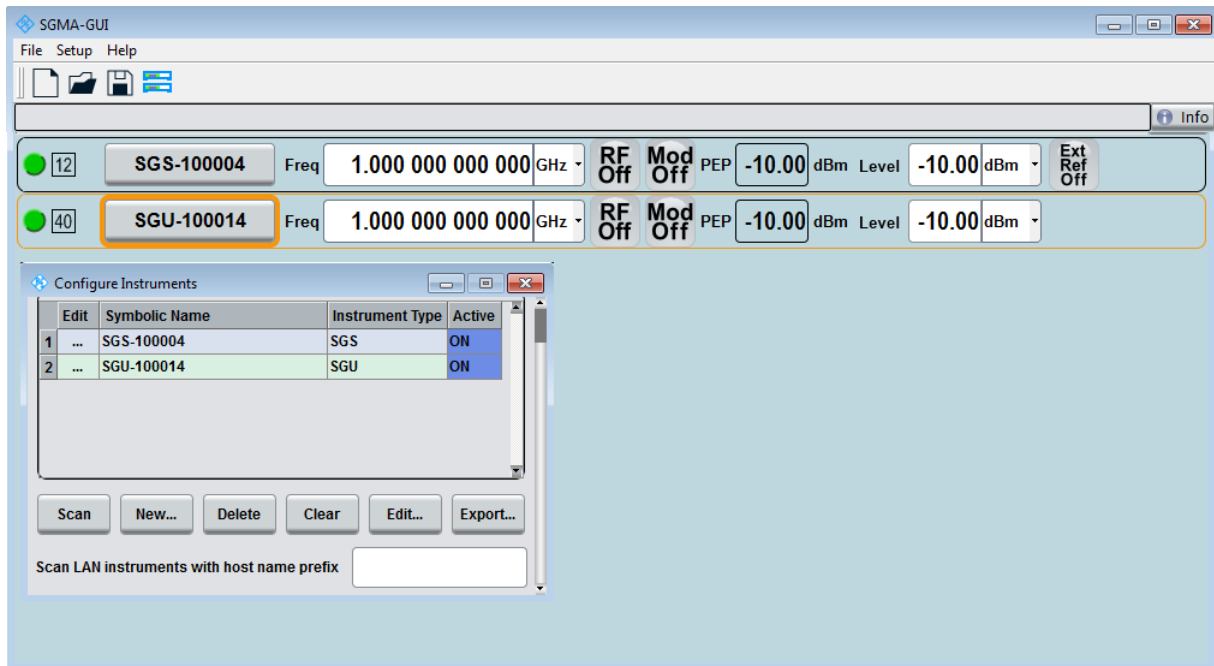 SGMA-GUI
File Setup Help
Info
12 SGS-100004 Freq 1.000 000 000 000 GHz RF Off Mod Off PEP -10.00 dBm Level -10.00 dBm Ext Ref Off
40 SGU-100014 Freq 1.000 000 000 000 GHz RF Off Mod Off PEP -10.00 dBm Level -10.00 dBm
Configure Instruments
Edit Symbolic Name Instrument Type Active
1 ... SGS-100004 SGS ON
2 ... SGU-100014 SGU ON
Scan New... Delete Clear Edit... Export...
Scan LAN instruments with host name prefix